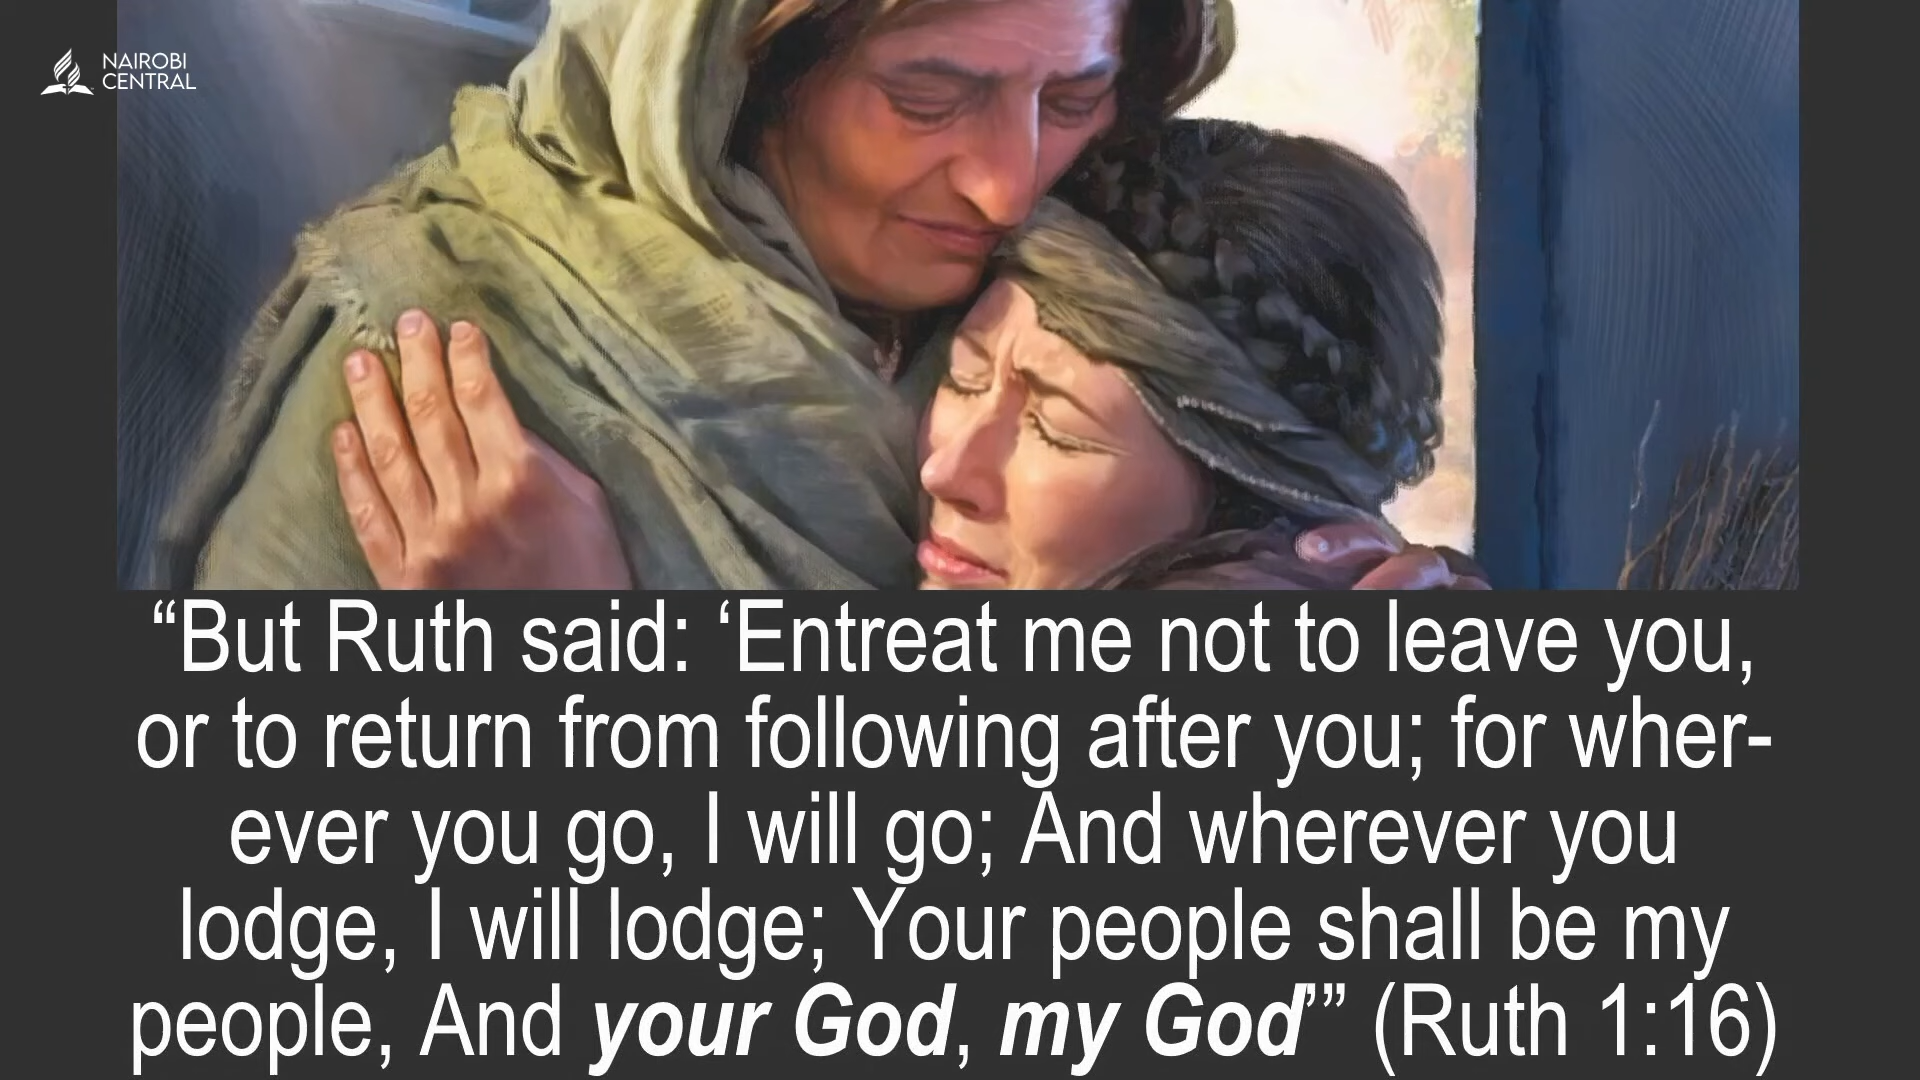 NAIROBI
CENTRAL
“But Ruth said: ‘Entreat me not to leave you,
or to return from following after you; for wher-
ever you go, I will go; And wherever you
lodge, I will lodge; Your people shall be my
people, And your God, my God’” (Ruth 1:16)